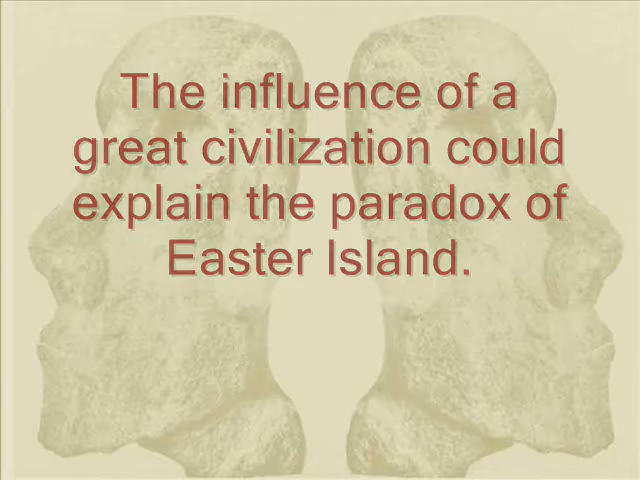 The influence of a
great civilization could
explain the paradox of
Easter Island.